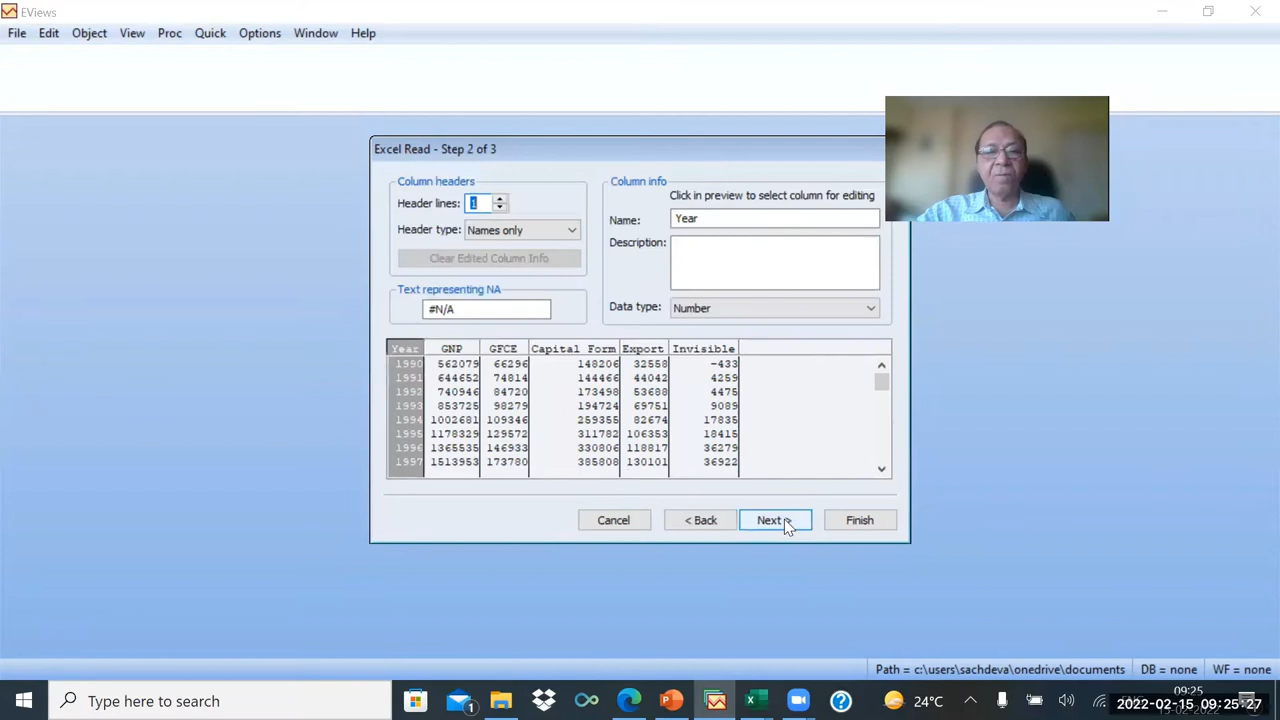 EViews
File Edit Object View Proc Quick Options Window Help
Excel Read - Step 2 of 3
Column headers
Header lines: 1
Header type: Names only
Clear Edited Column Info
Text representing NA
#N/A
Column info
Click in preview to select column for editing
Name: Year
Description:
Data type: Number
Year GNP GFCE Capital Form Export Invisible
1990 562079 66296 148206 32558 -433
1991 644652 74814 144466 44042 4259
1992 740946 84720 173498 53688 4475
1993 853725 98279 194724 69751 9089
1994 1002681 109346 259355 82674 17835
1995 1178329 129572 311782 106353 18415
1996 1365535 146933 330806 118817 36279
1997 1513953 173780 385808 130101 36922
Cancel < Back Next > Finish
Path = c:\users\sachdeva\onedrive\documents DB = none WF = none
Type here to search
1
24°C
09:25
2022-02-15 09:25:27